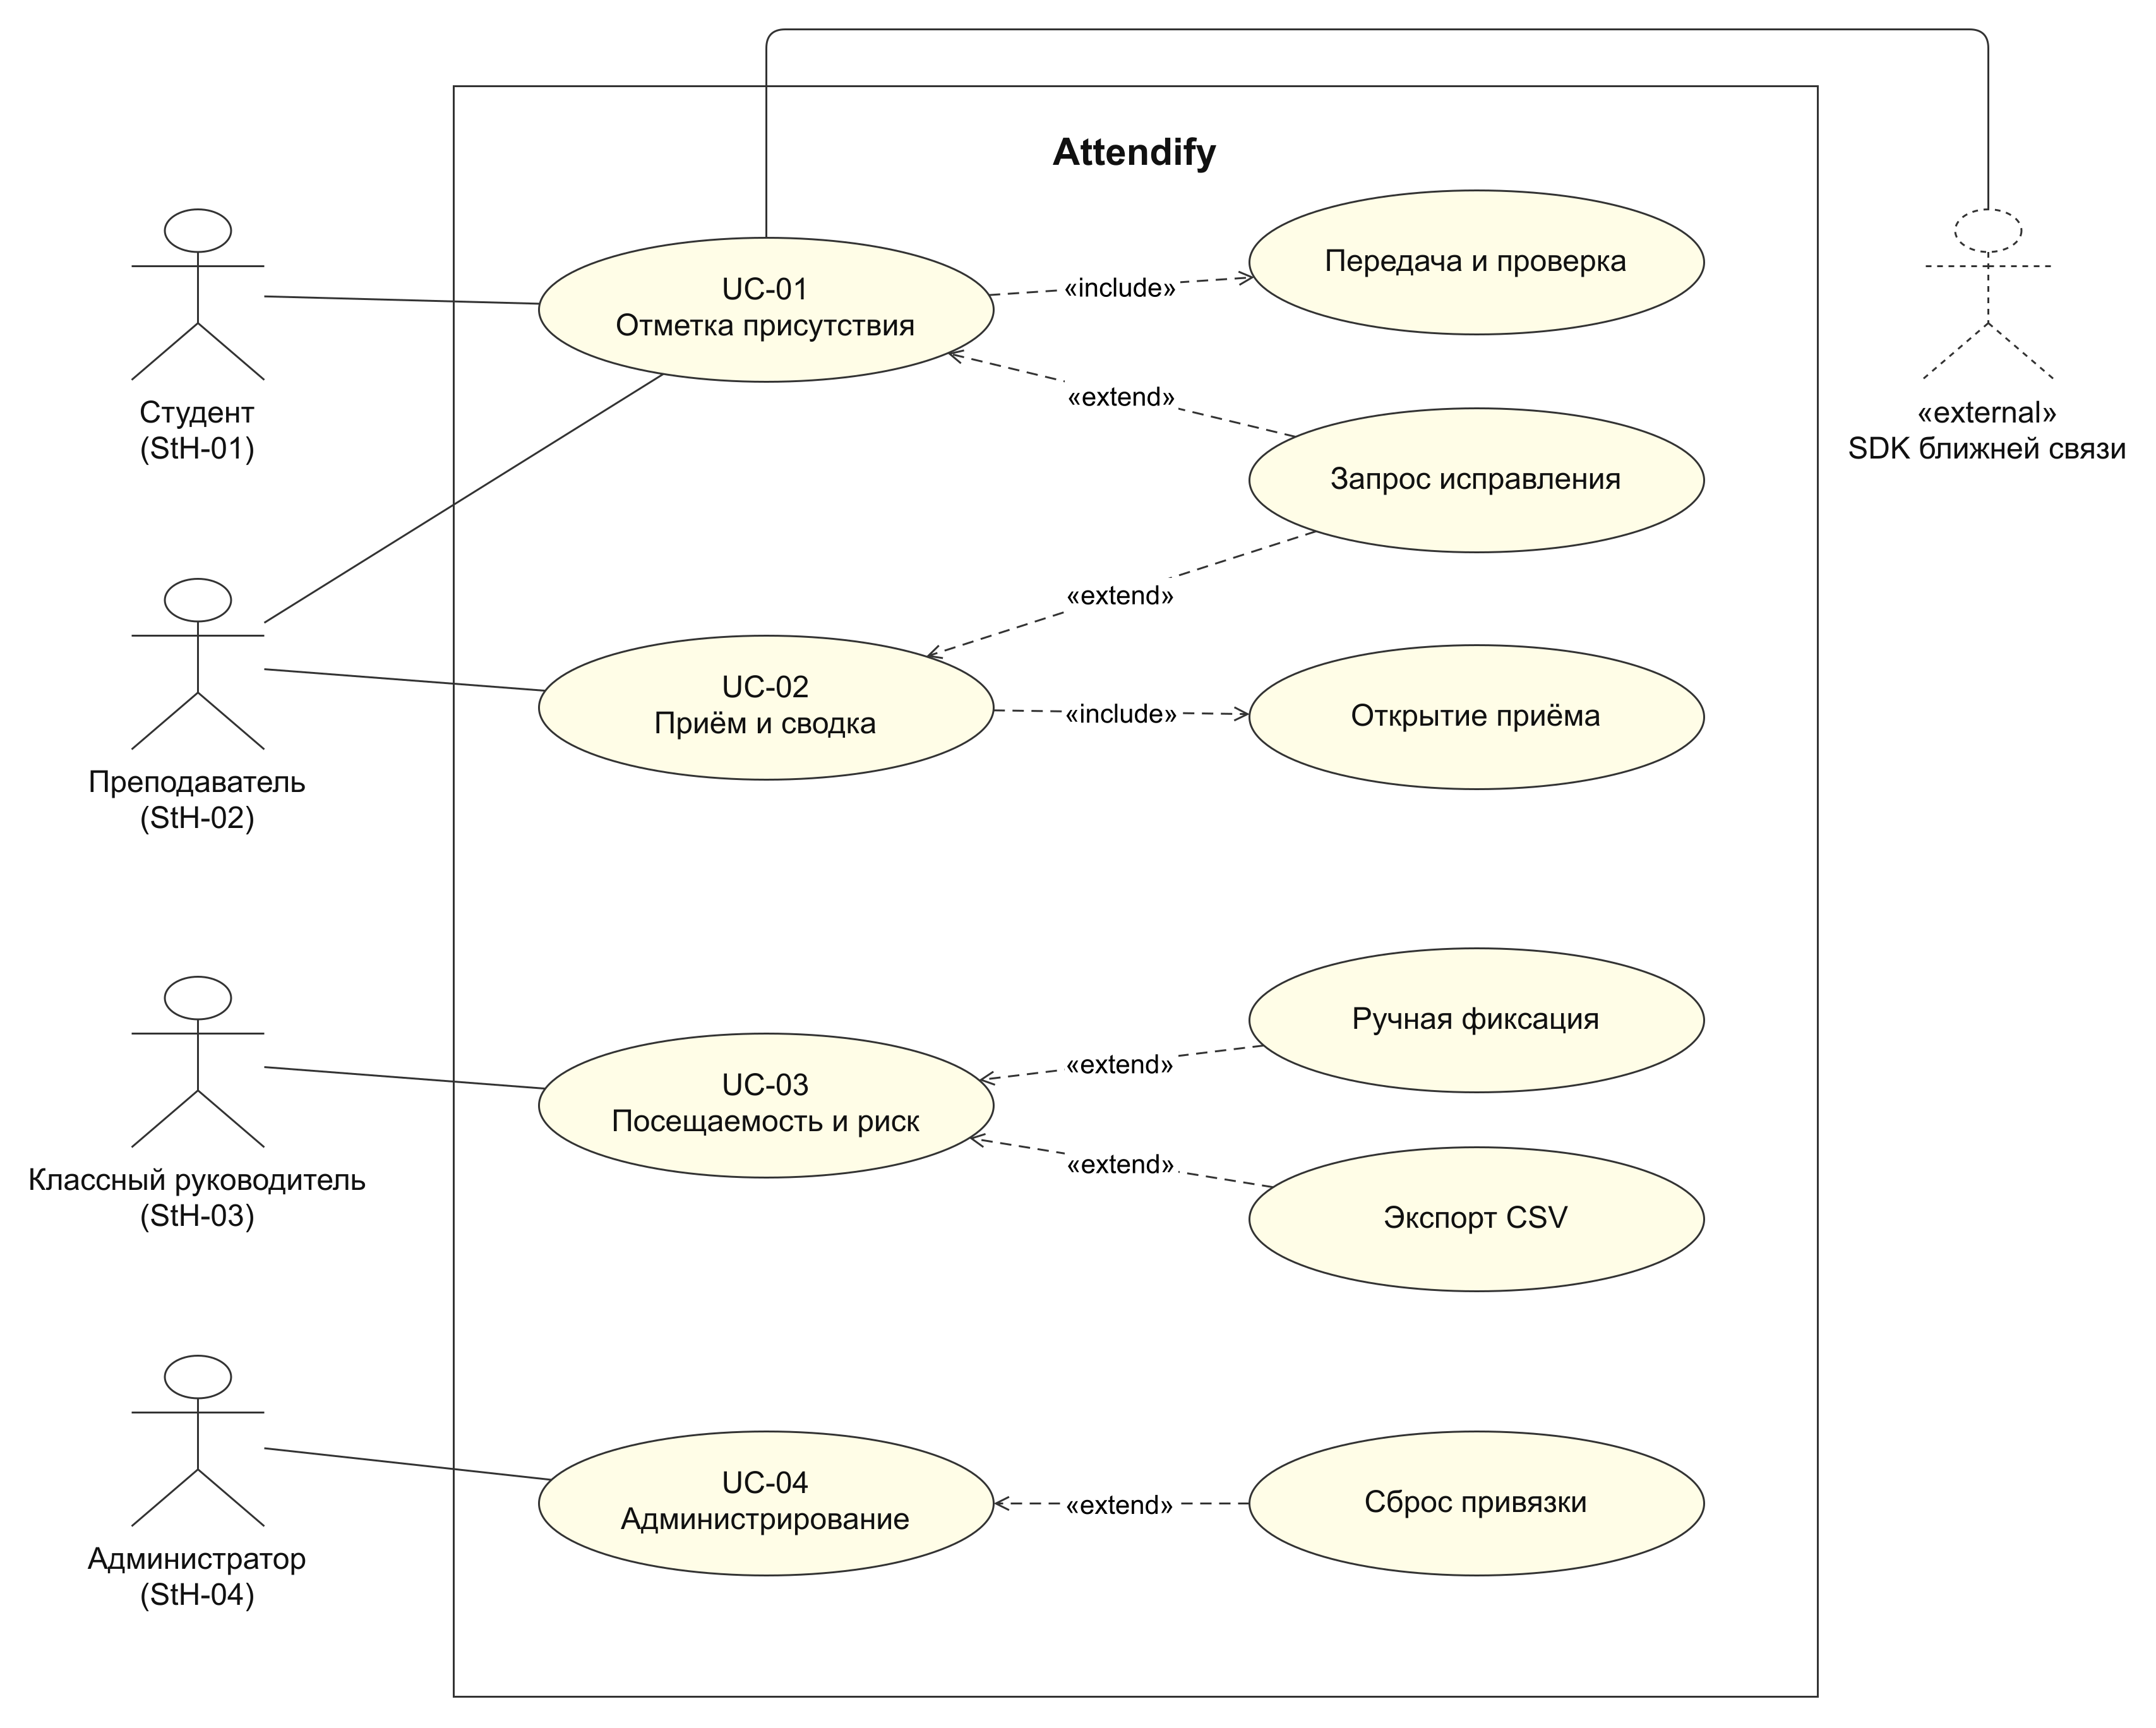 Attendify
Студент
(StH-01)
UC-01
Отметка присутствия
«include»
Передача и проверка
«extend»
Запрос исправления
«external»
SDK ближней связи
Преподаватель
(StH-02)
«extend»
UC-02
Приём и сводка
«include»
Открытие приёма
Классный руководитель
(StH-03)
UC-03
Посещаемость и риск
«extend»
Ручная фиксация
«extend»
Экспорт CSV
Администратор
(StH-04)
UC-04
Администрирование
«extend»
Сброс привязки